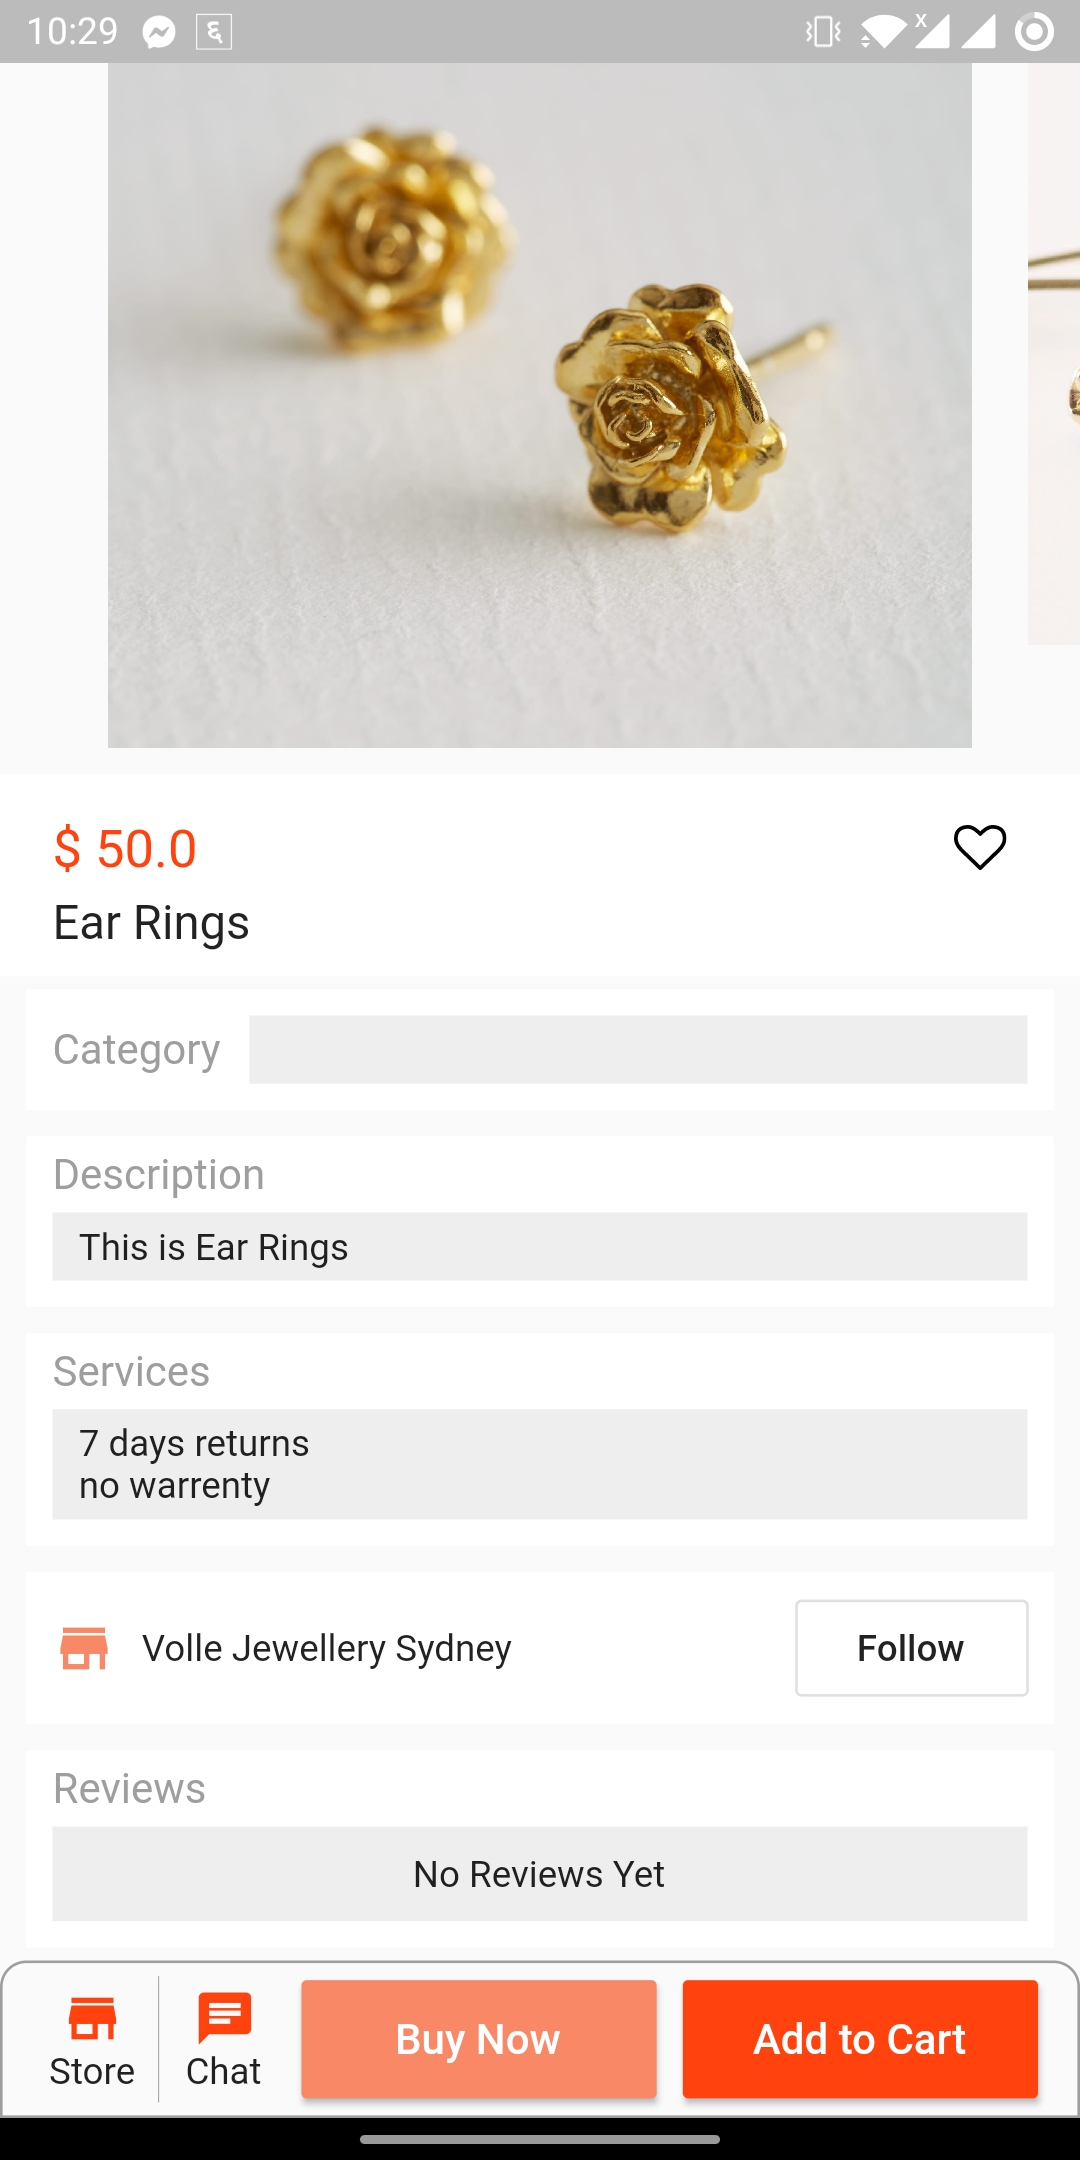 10:29
६
x
$ 50.0
Ear Rings
Category
Description
This is Ear Rings
Services
7 days returns
no warrenty
Volle Jewellery Sydney
Follow
Reviews
No Reviews Yet
Store
Chat
Buy Now
Add to Cart